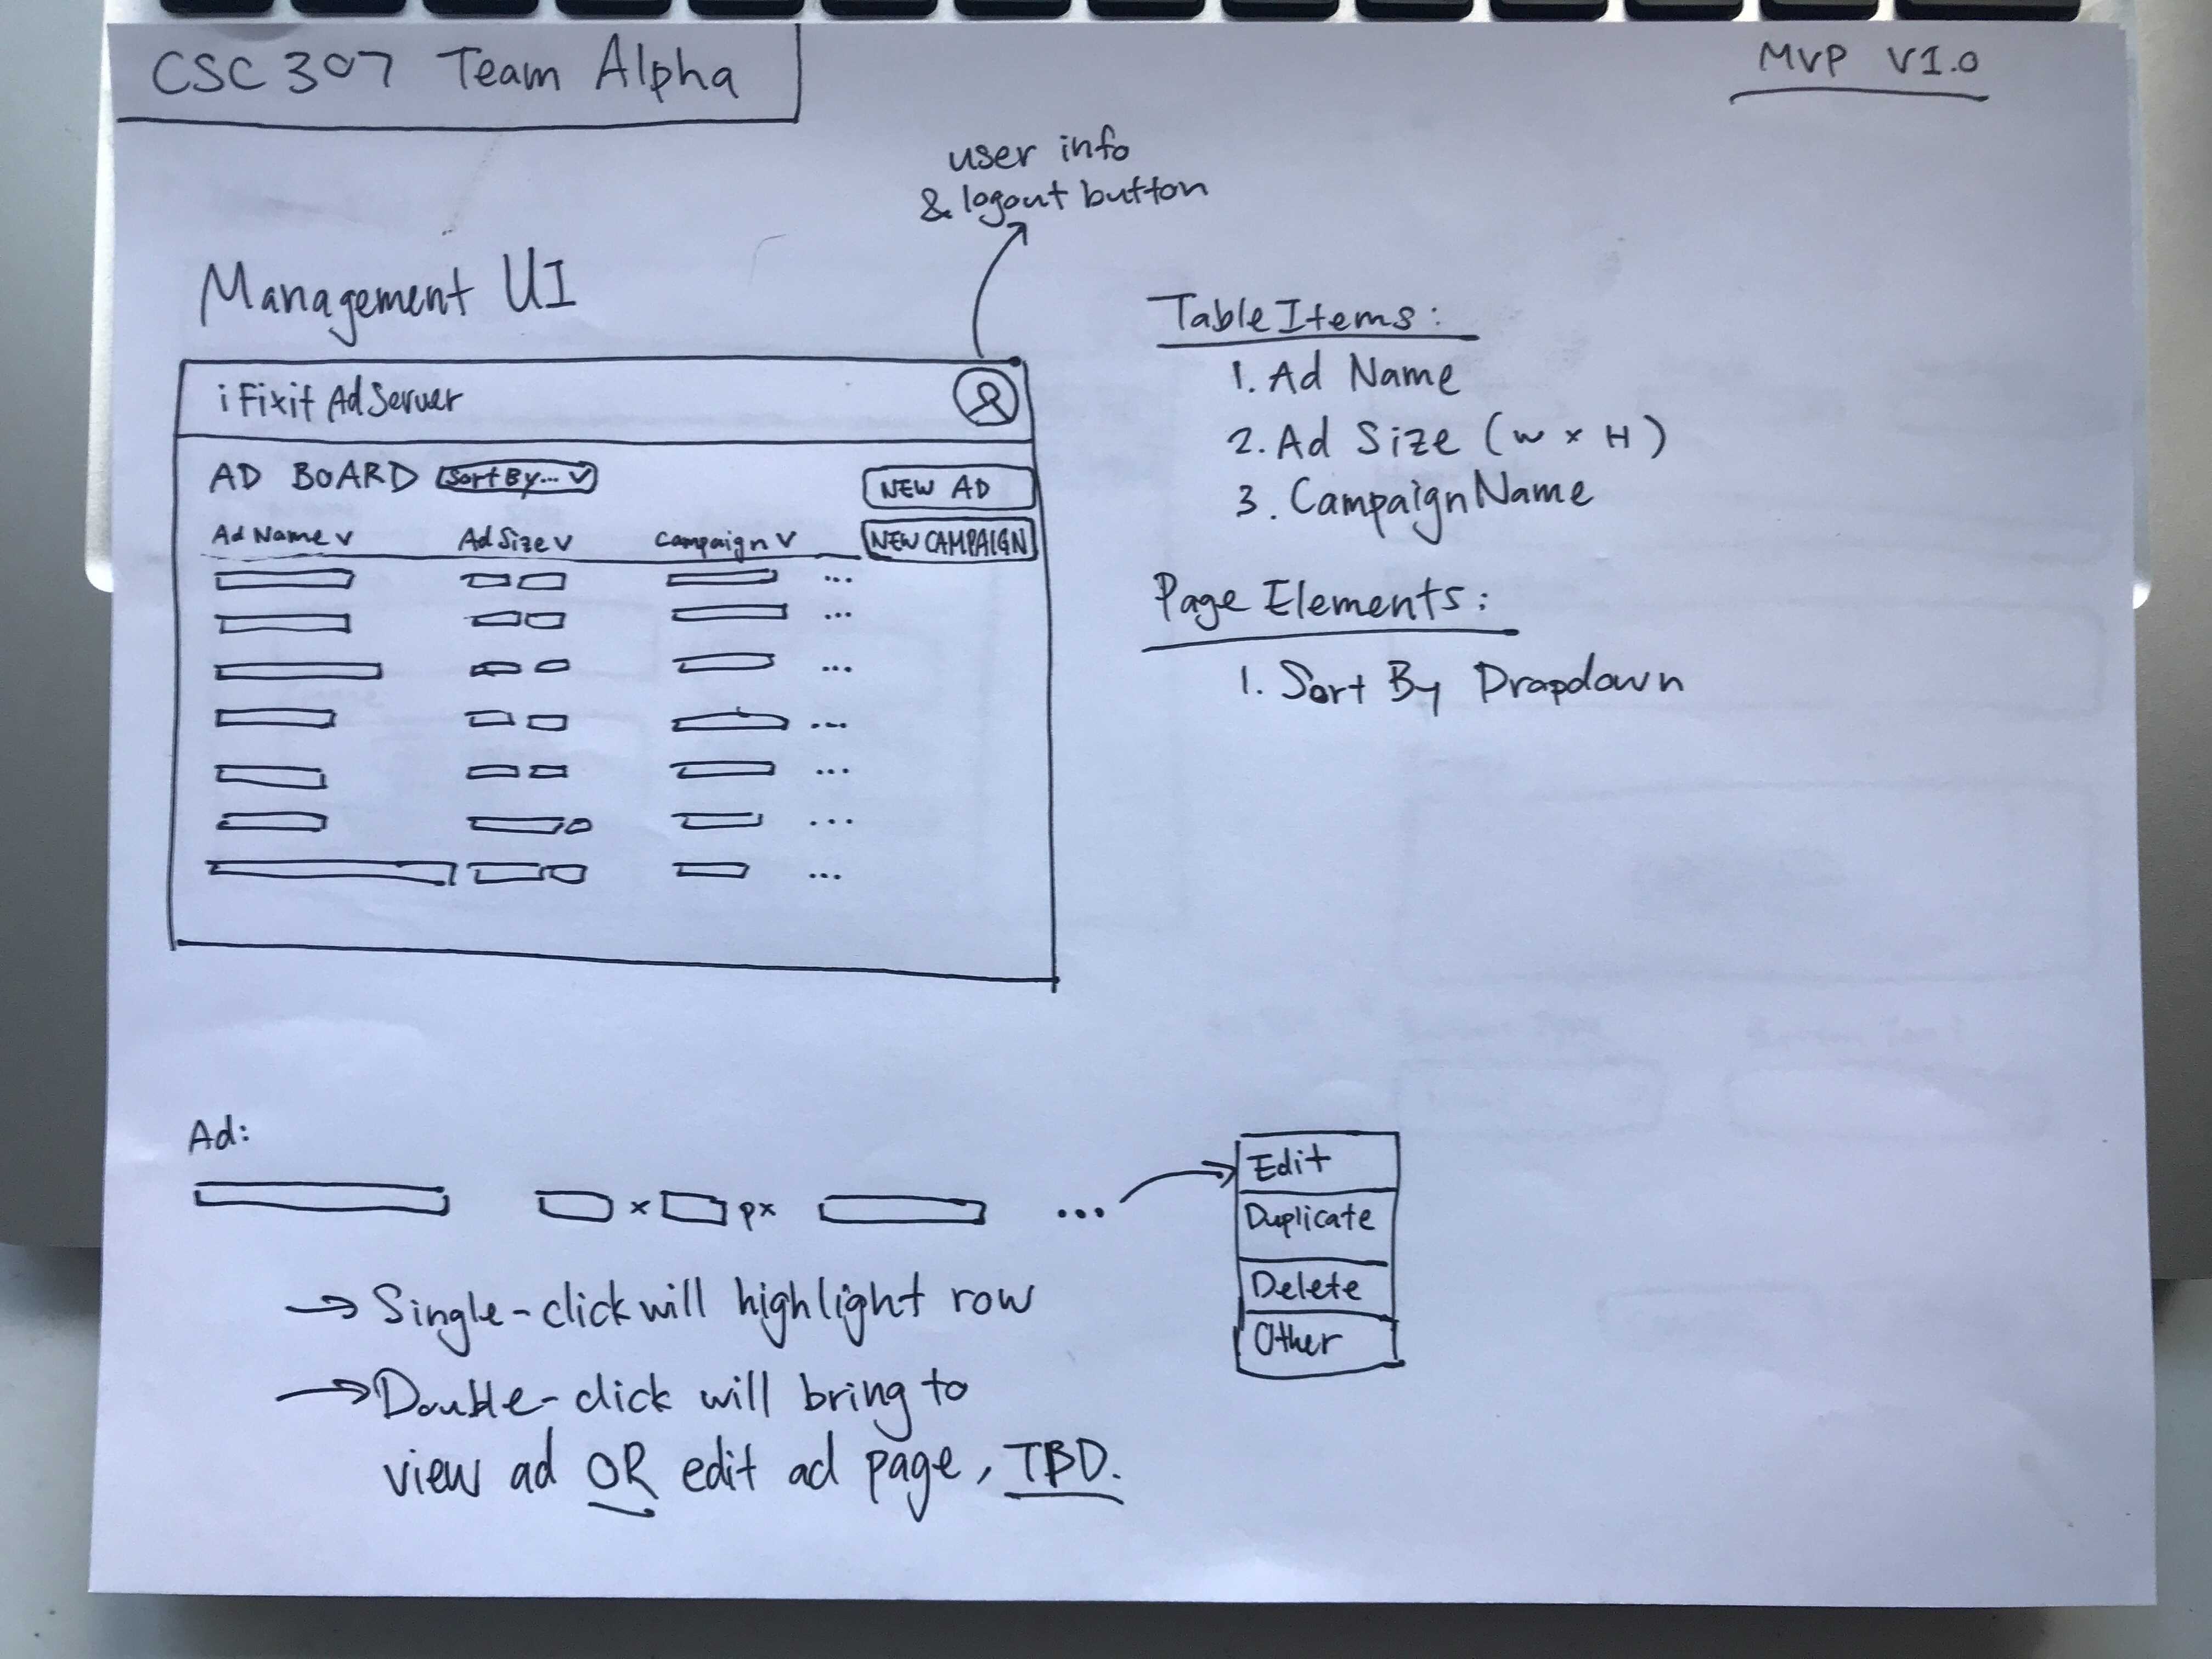 CSC 307 Team Alpha
MVP V1.0
user info
& logout button
Management UI
iFixit AdServer
AD BOARD Sort By... v
NEW AD
Ad Name v Ad Size v Campaign v
NEW CAMPAIGN
...
...
...
...
...
...
...
Table Items:
1. Ad Name
2. Ad Size (W x H)
3. Campaign Name
Page Elements:
1. Sort By Dropdown
Ad:
x px ...
Edit
Duplicate
Delete
Other
→ Single-click will highlight row
→ Double-click will bring to
view ad OR edit ad page, TBD.